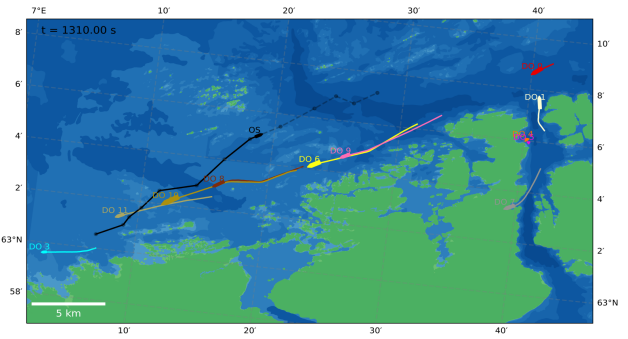 7°E 10′ 20′ 30′ 40′
t = 1310.00 s
8′ 10′
6′ 8′
DO 1
OS
4′ 6′
DO 9
DO 6
DO 8
2′ 4′
DO 10
DO 11
63°N
DO 3
2′
58′
5 km
63°N
10′ 20′ 30′ 40′